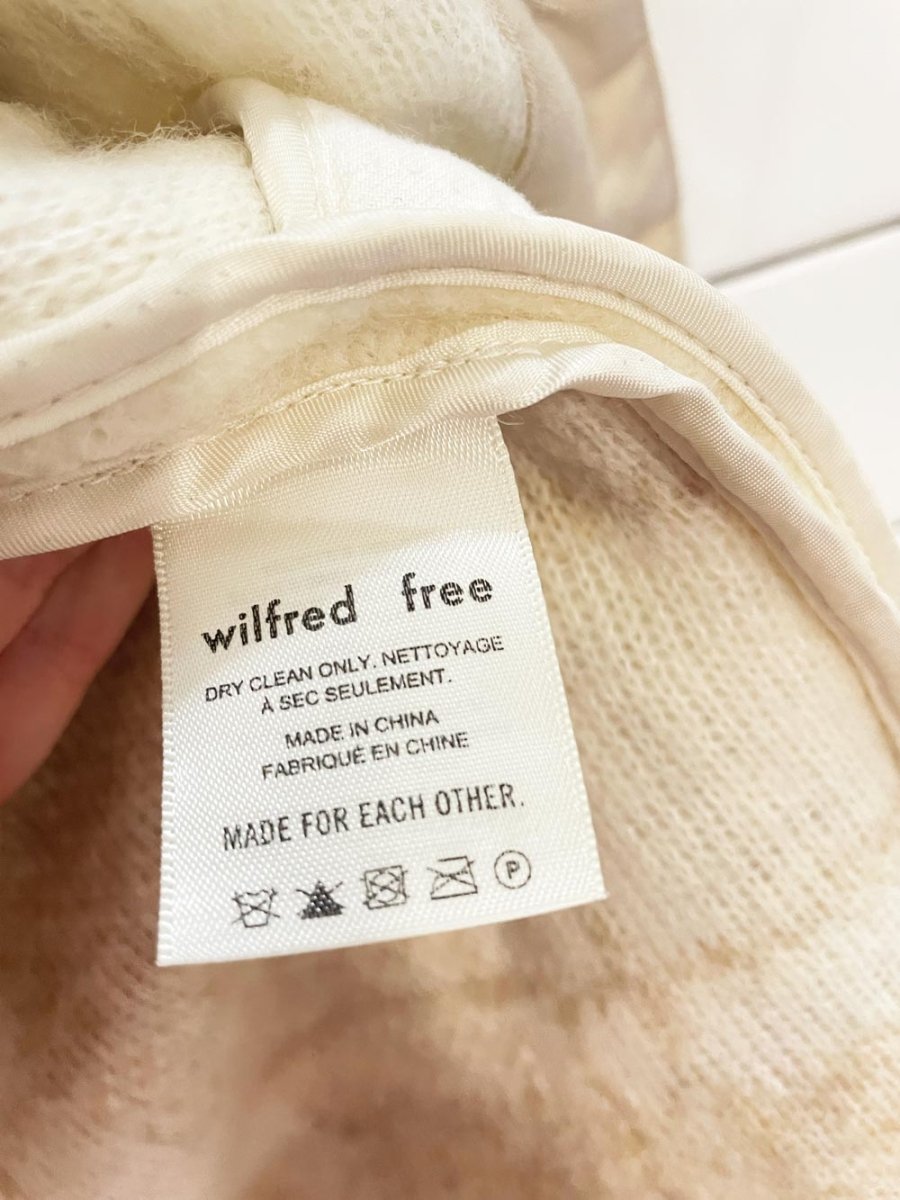 wilfred free
DRY CLEAN ONLY. NETTOYAGE
À SEC SEULEMENT.
MADE IN CHINA
FABRIQUÉ EN CHINE
MADE FOR EACH OTHER.
P